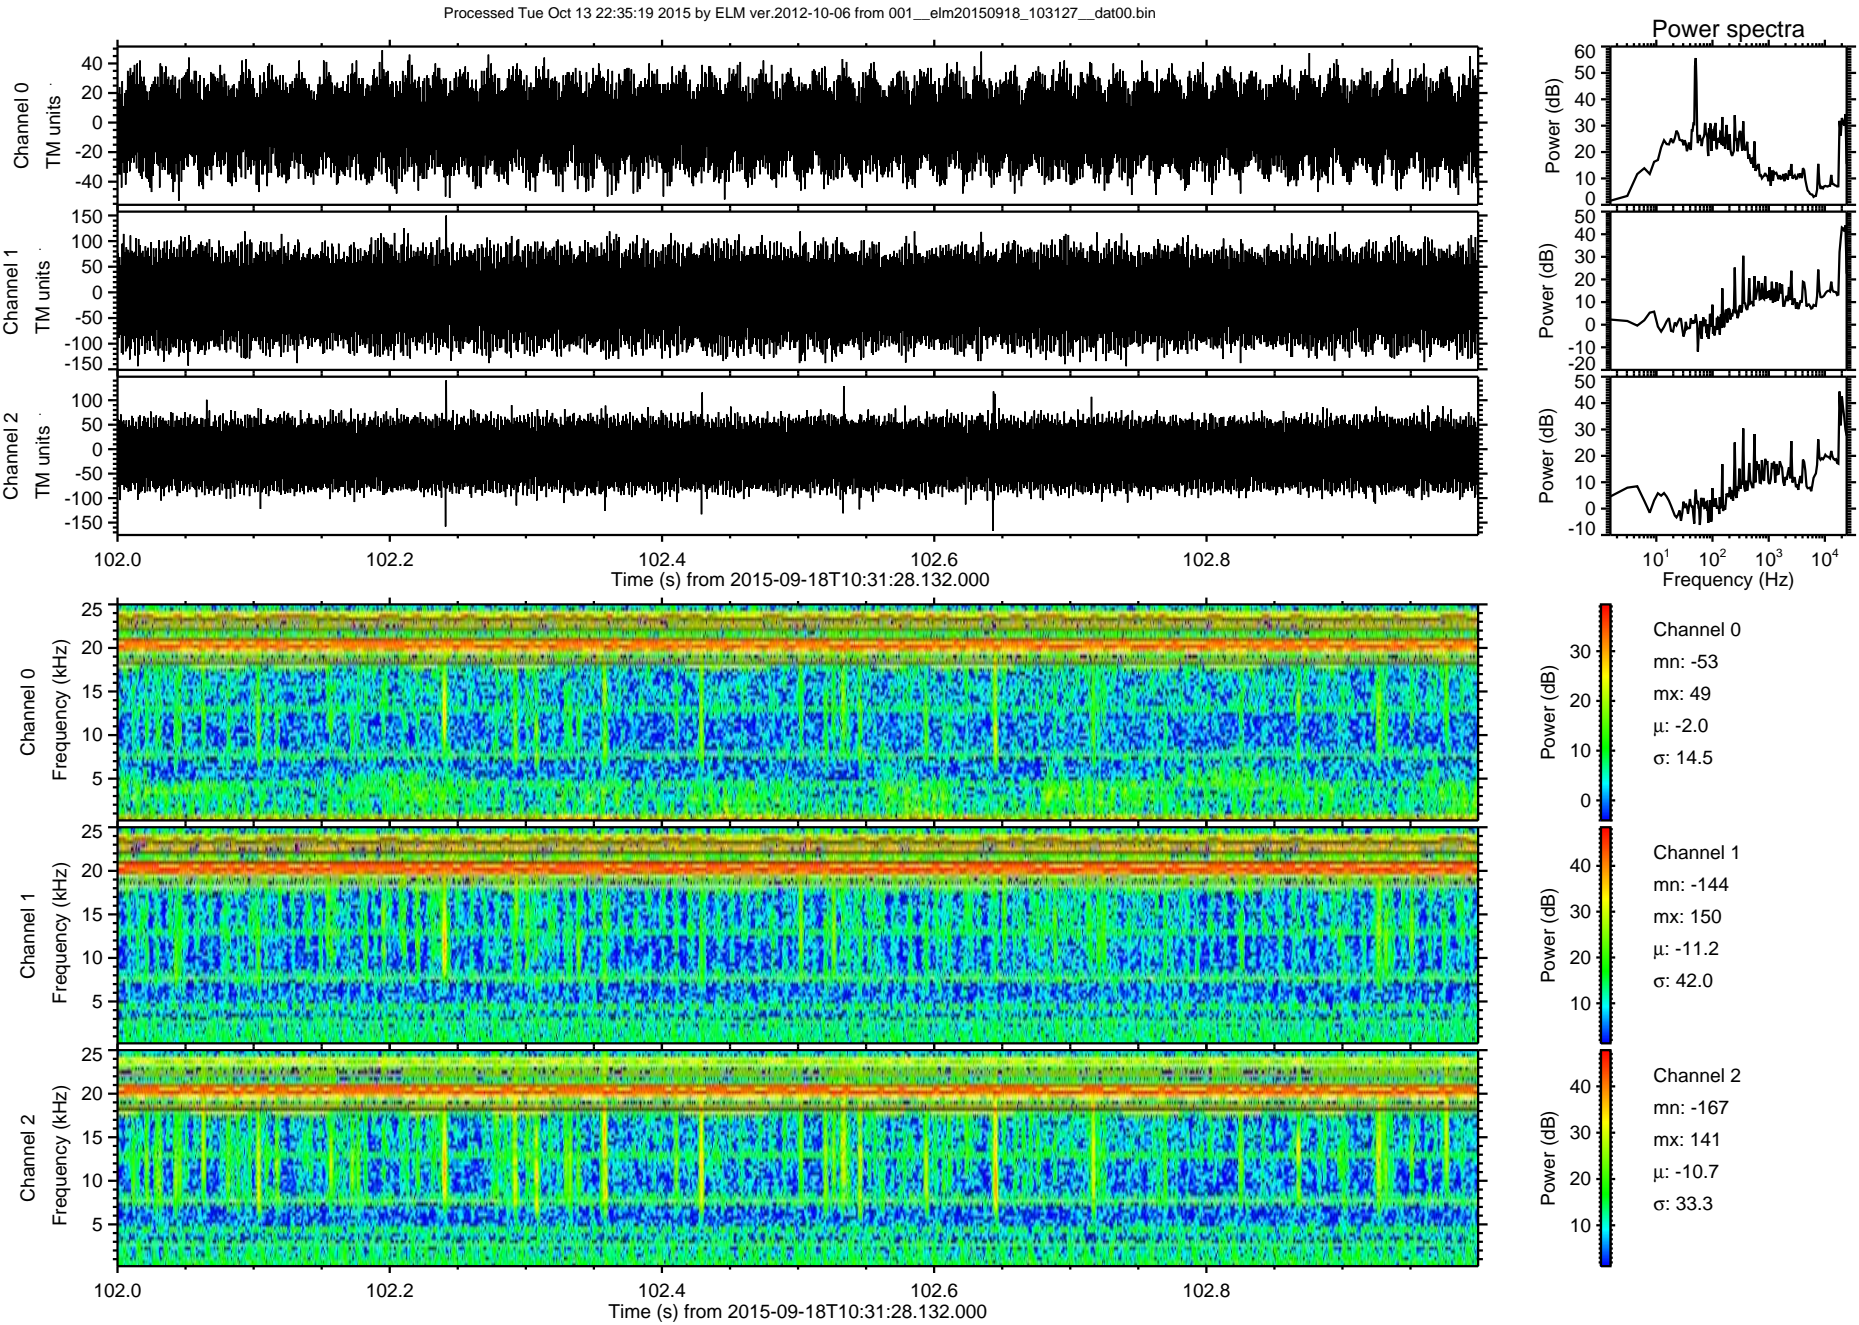 Processed Tue Oct 13 22:35:19 2015 by ELM ver.2012-10-06 from 001__elm20150918_103127__dat00.bin
Power spectra
Channel 0
TM units
40
20
0
-20
-40
Power (dB)
60
50
40
30
20
10
0
Channel 1
TM units
150
100
50
0
-50
-100
-150
Power (dB)
50
40
30
20
10
0
-10
-20
Channel 2
TM units
100
50
0
-50
-100
-150
Power (dB)
50
40
30
20
10
0
-10
102.0 102.2 102.4 102.6 102.8
Time (s) from 2015-09-18T10:31:28.132.000
10^1 10^2 10^3 10^4
Frequency (Hz)
Channel 0
Frequency (kHz)
25
20
15
10
5
Power (dB)
30
20
10
0
Channel 0
mn: -53
mx: 49
μ: -2.0
σ: 14.5
Channel 1
Frequency (kHz)
25
20
15
10
5
Power (dB)
40
30
20
10
Channel 1
mn: -144
mx: 150
μ: -11.2
σ: 42.0
Channel 2
Frequency (kHz)
25
20
15
10
5
Power (dB)
40
30
20
10
Channel 2
mn: -167
mx: 141
μ: -10.7
σ: 33.3
102.0 102.2 102.4 102.6 102.8
Time (s) from 2015-09-18T10:31:28.132.000